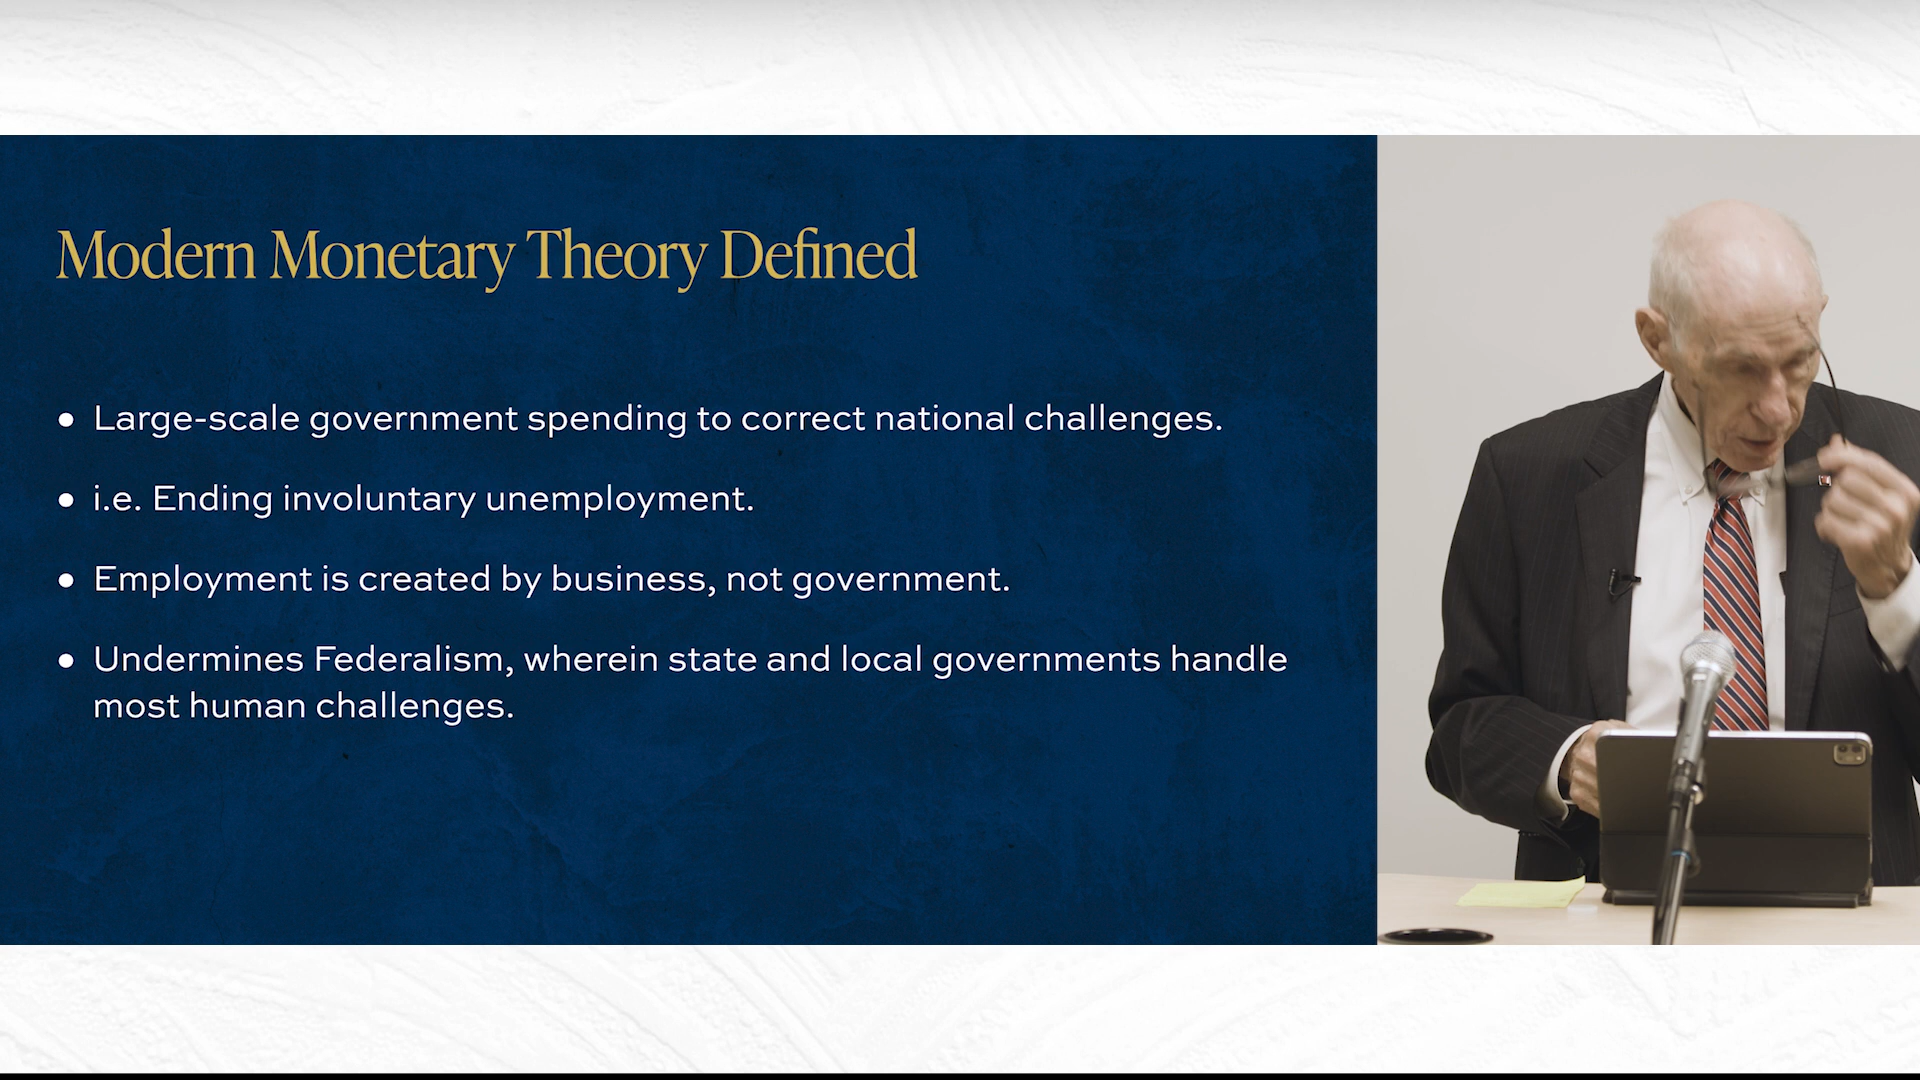 Modern Monetary Theory Defined
● Large-scale government spending to correct national challenges.
● i.e. Ending involuntary unemployment.
● Employment is created by business, not government.
● Undermines Federalism, wherein state and local governments handle
most human challenges.